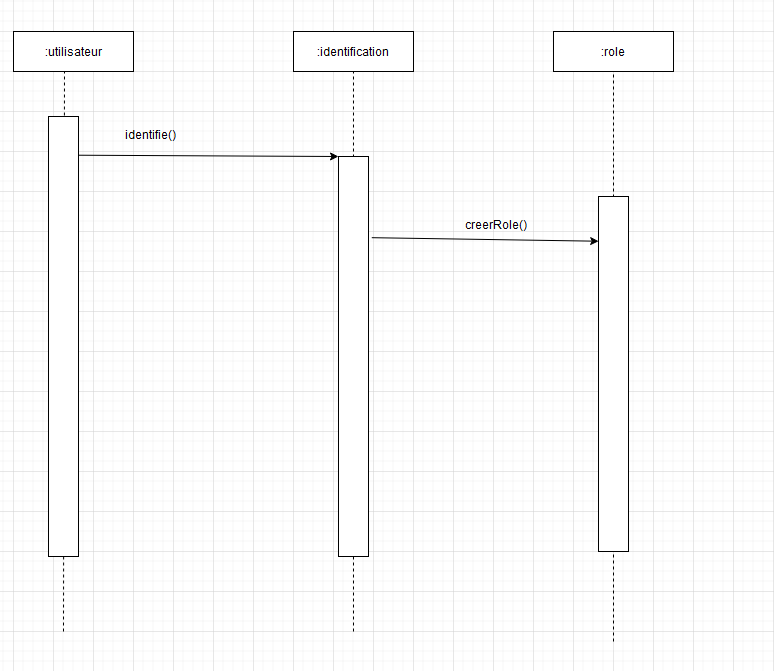 :utilisateur
:identification
:role
identifie()
creerRole()